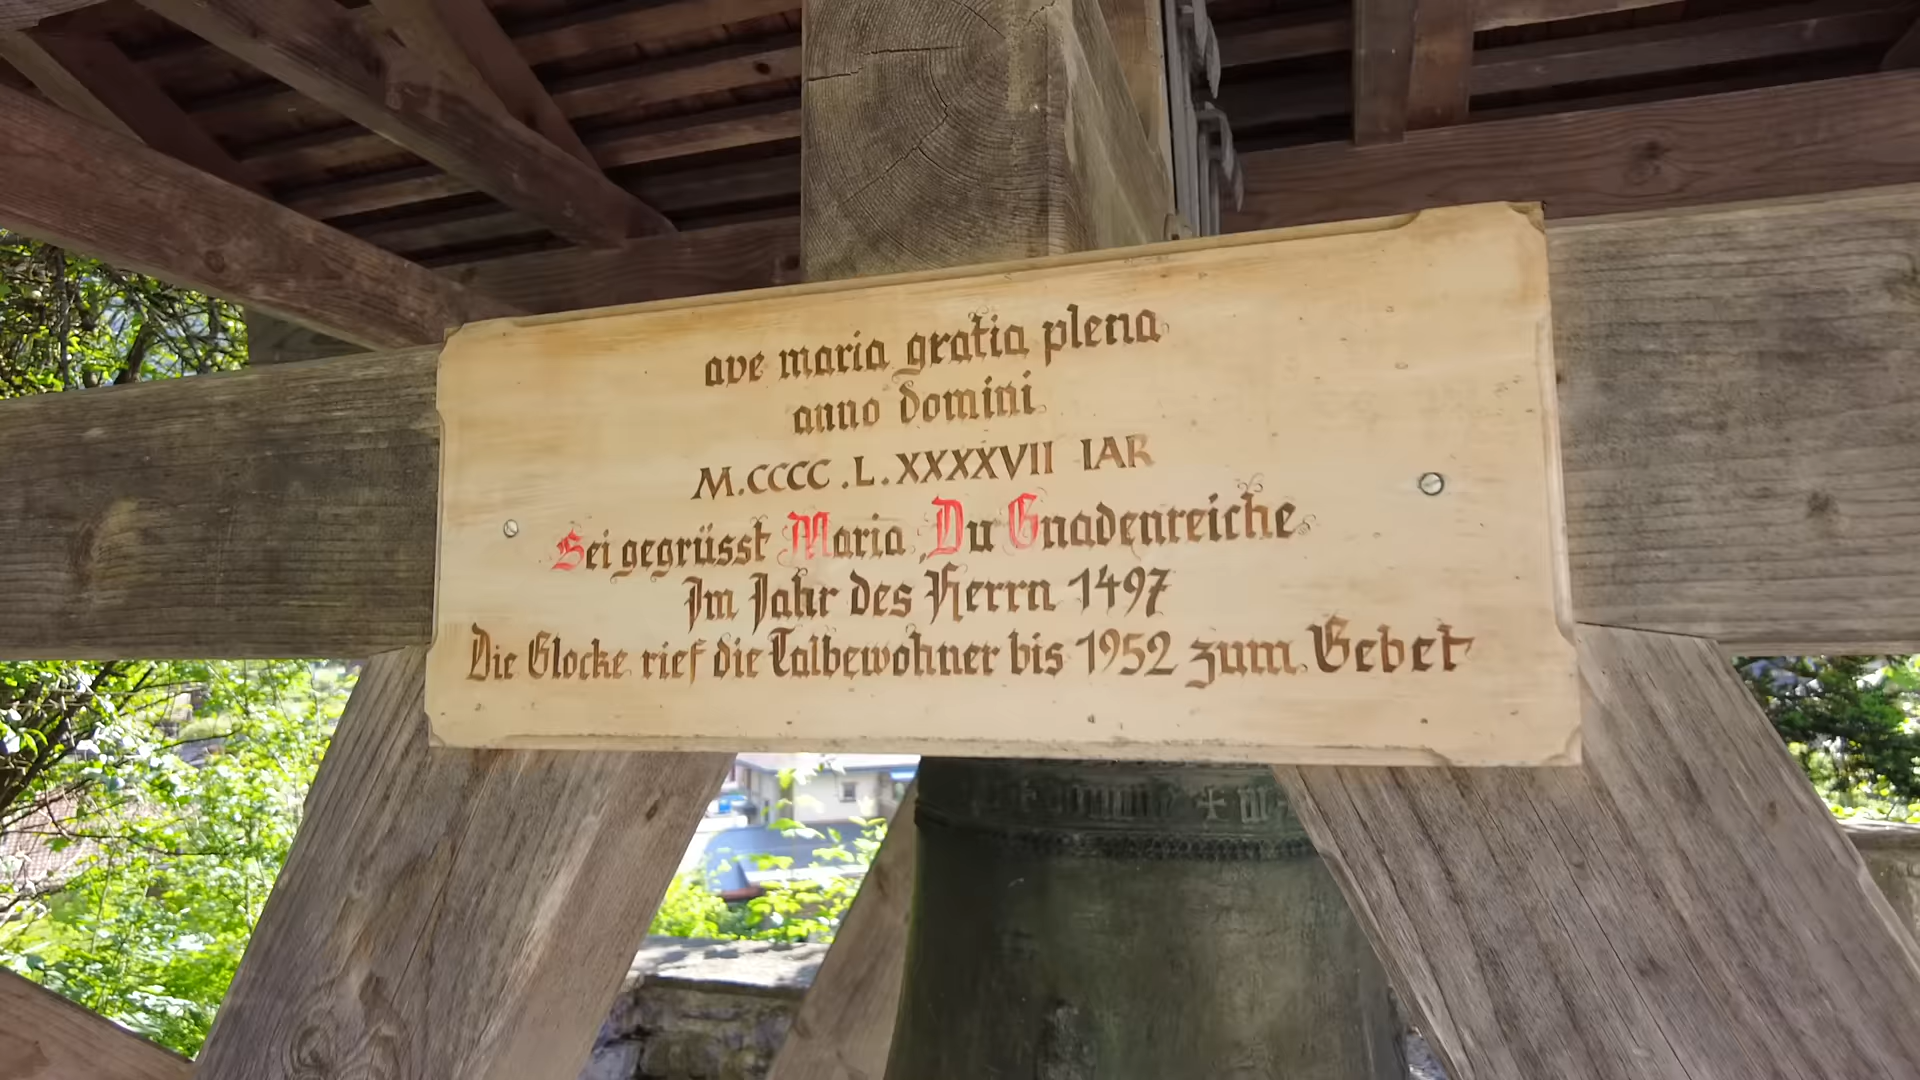 ave maria gratia plena
anno domini
M.CCCC.L.XXXXVII IAR
Sei gegrüsst Maria, Du Gnadenreiche
Im Jahr des Herrn 1497
Die Glocke rief die Talbewohner bis 1952 zum Gebet